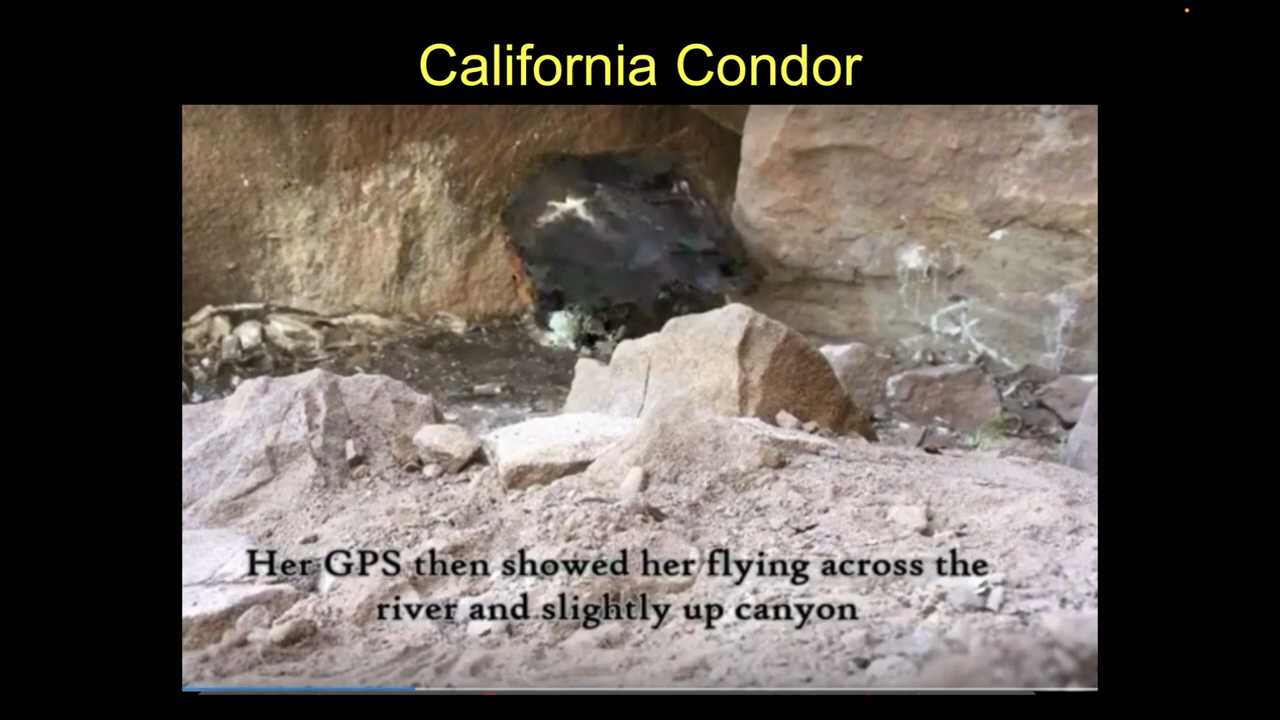 California Condor
Her GPS then showed her flying across the
river and slightly up canyon